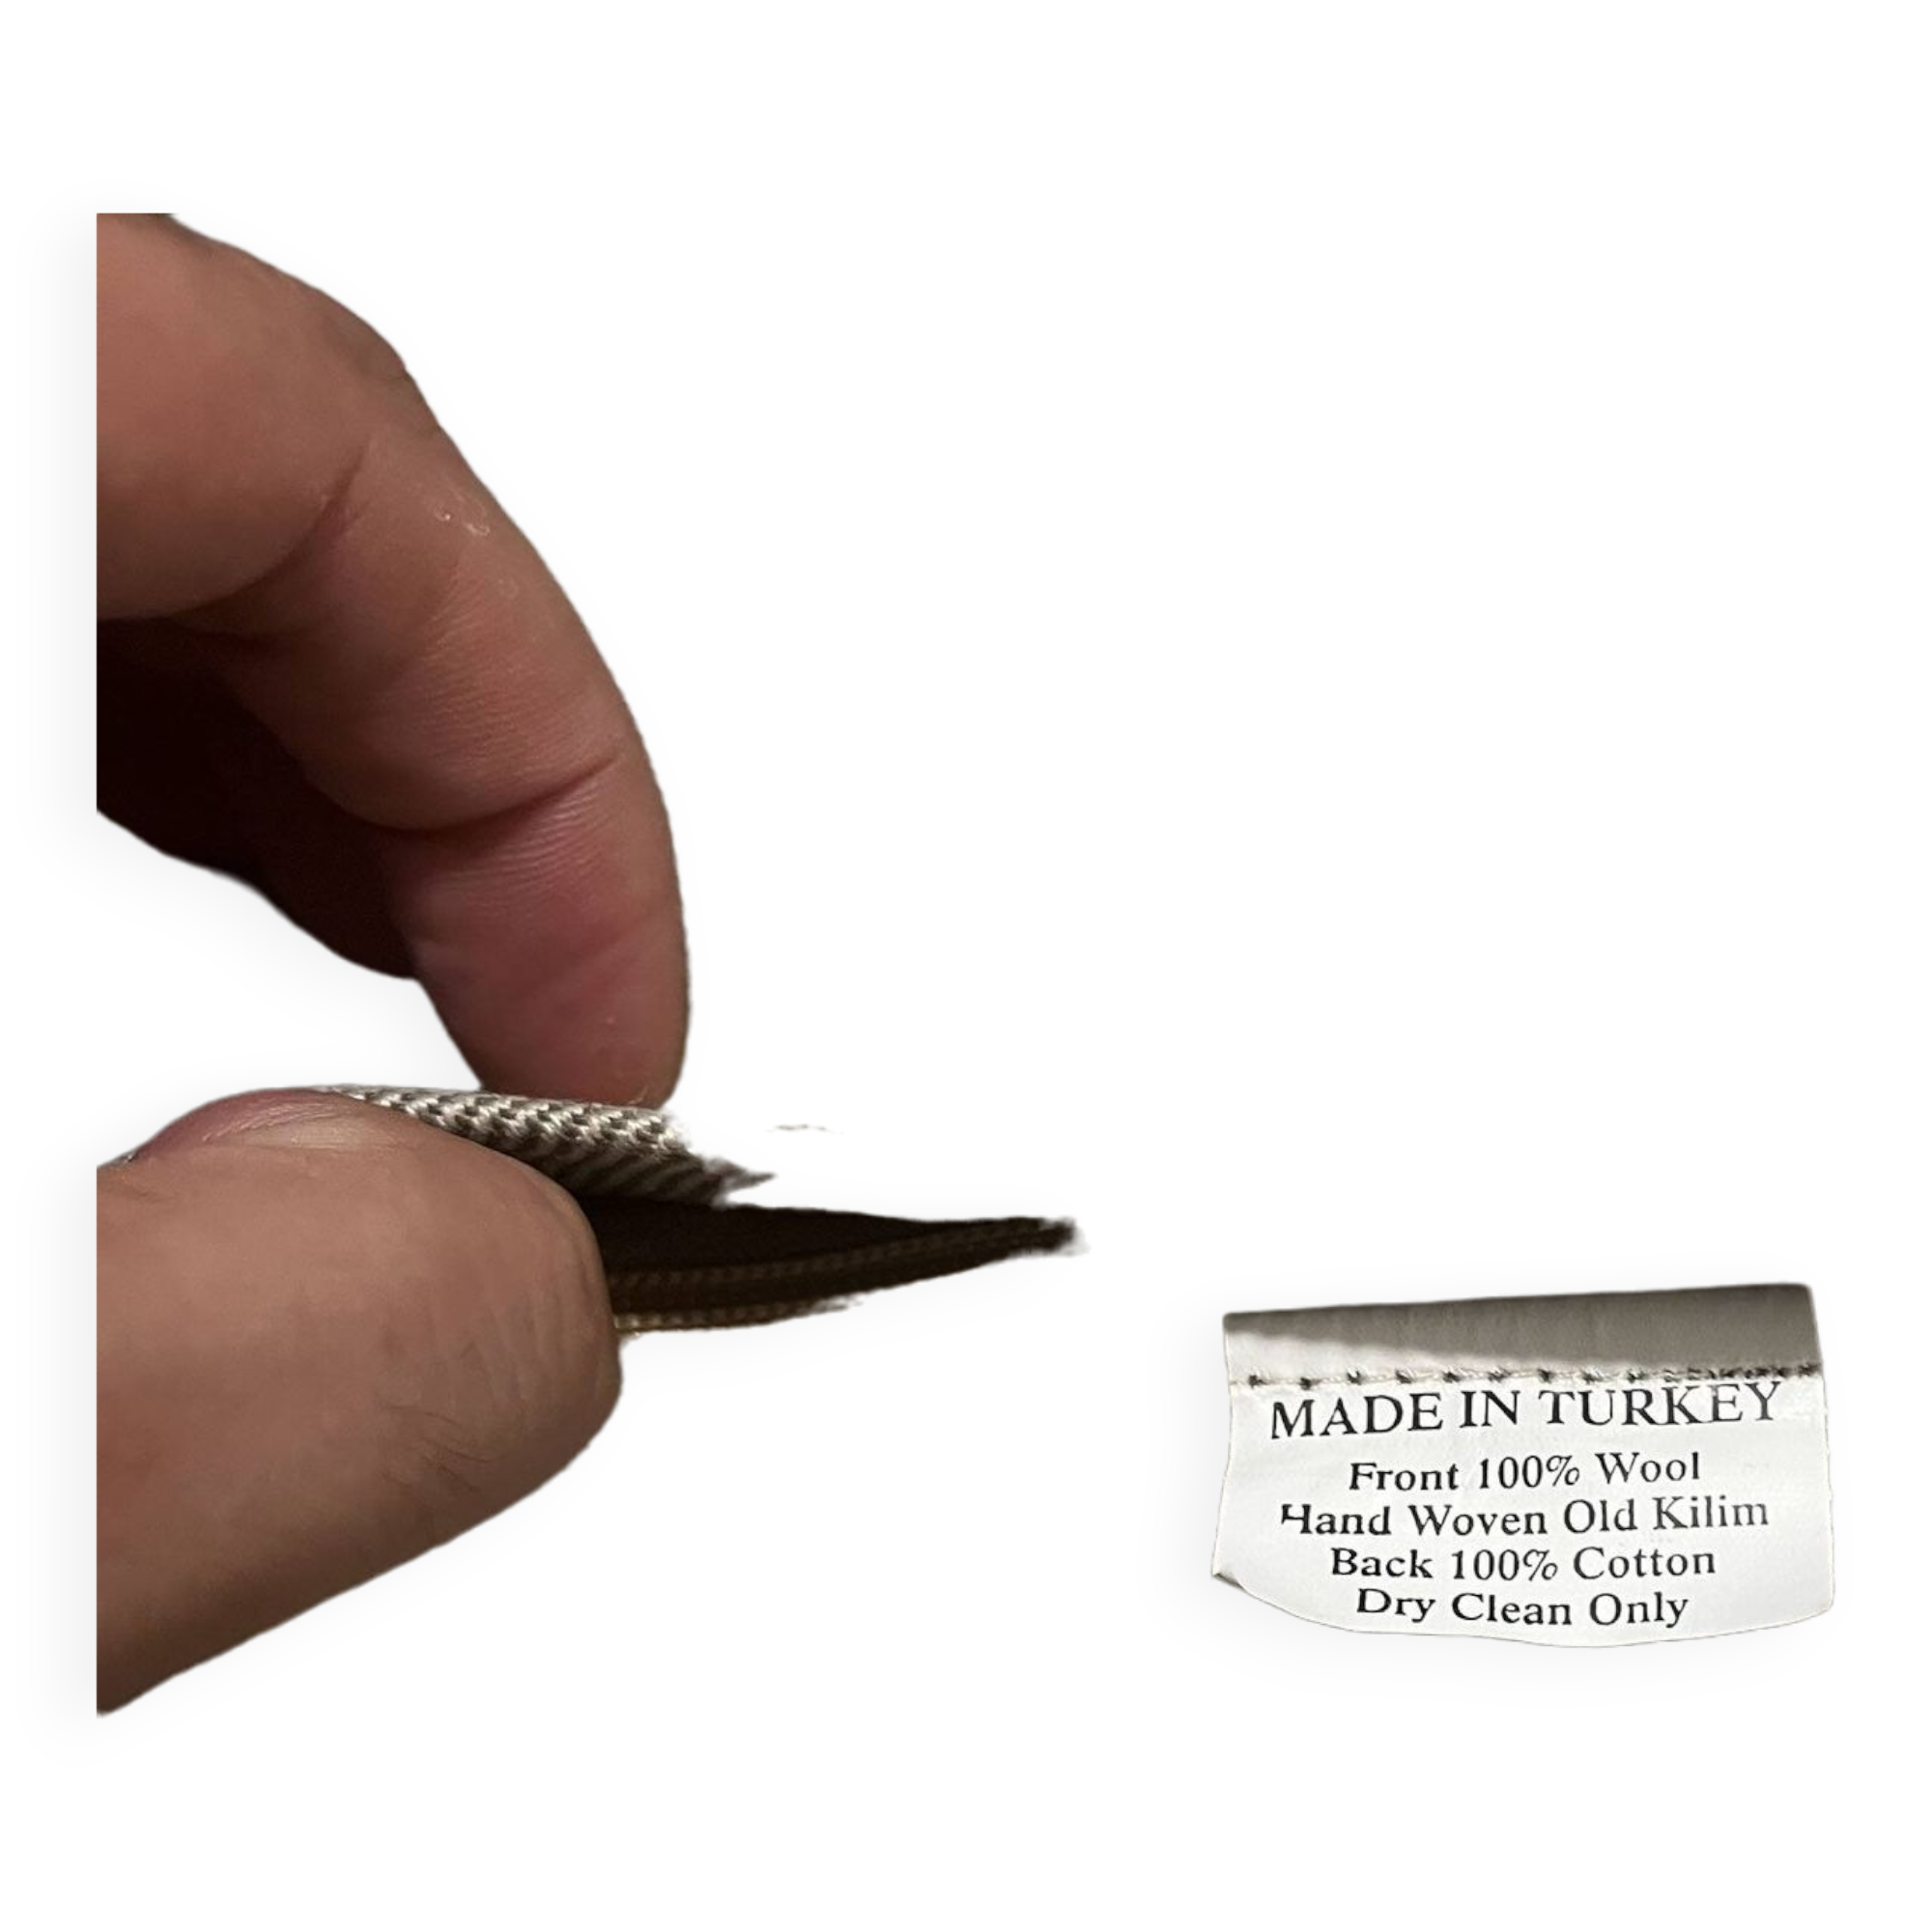 MADE IN TURKEY
Front 100% Wool
Hand Woven Old Kilim
Back 100% Cotton
Dry Clean Only